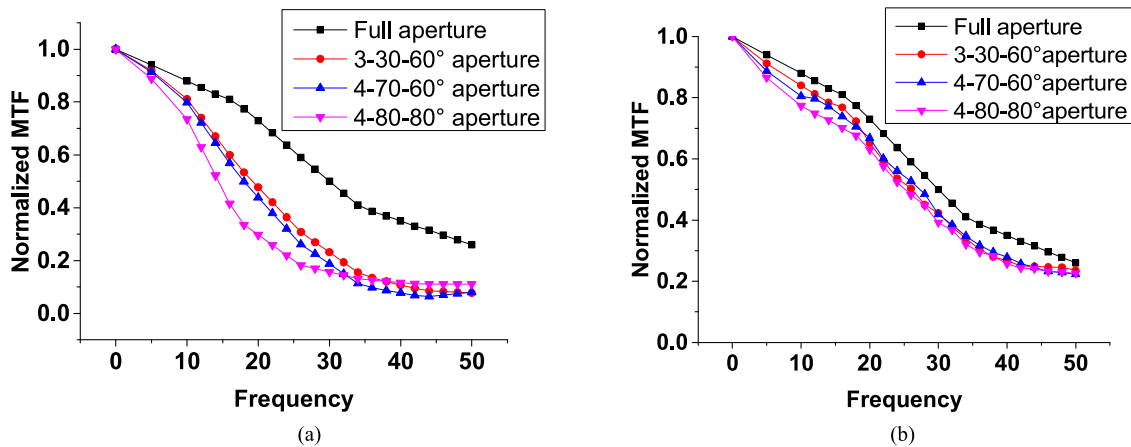 Full aperture
3-30-60° aperture
4-70-60° aperture
4-80-80° aperture
Normalized MTF
1.0
0.8
0.6
0.4
0.2
0.0
0 10 20 30 40 50
Frequency
(a)
Full aperture
3-30-60°aperture
4-70-60°aperture
4-80-80°aperture
Normalized MTF
1.0
0.8
0.6
0.4
0.2
0.0
0 10 20 30 40 50
Frequency
(b)